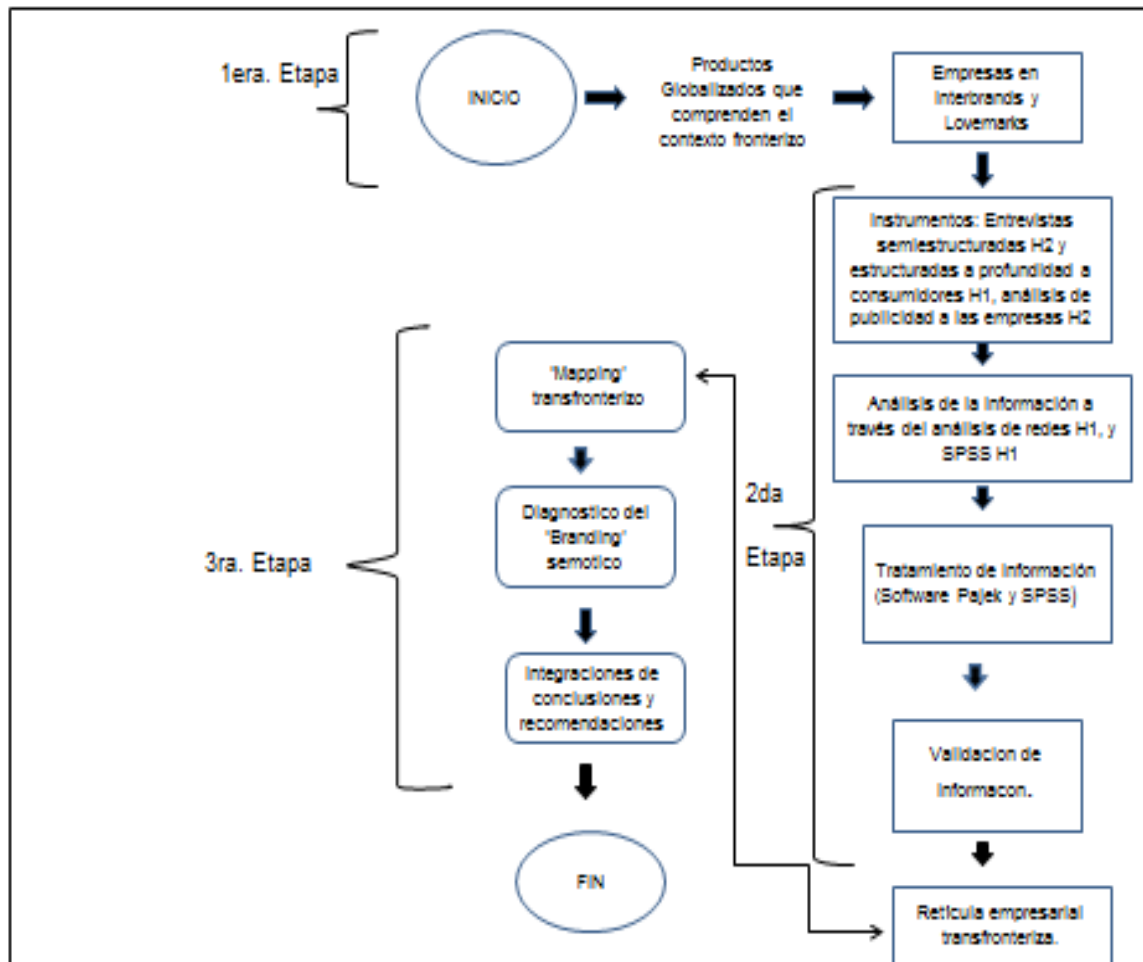 1era. Etapa
INICIO
Productos
Globalizados que
comprenden el
contexto fronterizo
Empresas en
Interbrands y
Lovemarks
Instrumentos: Entrevistas
semiestructuradas H2 y
estructuradas a profundidad a
consumidores H1, análisis de
publicidad a las empresas H2
Análisis de la Información a
través del análisis de redes H1, y
SPSS H1
2da
Etapa
Tratamiento de Información
(Software Pajek y SPSS)
Validacion de
Informacon.
Retícula empresarial
transfronteriza.
3ra. Etapa
"Mapping"
transfronterizo
Diagnostico del
"Branding"
semotico
Integraciones de
conclusiones y
recomendaciones
FIN